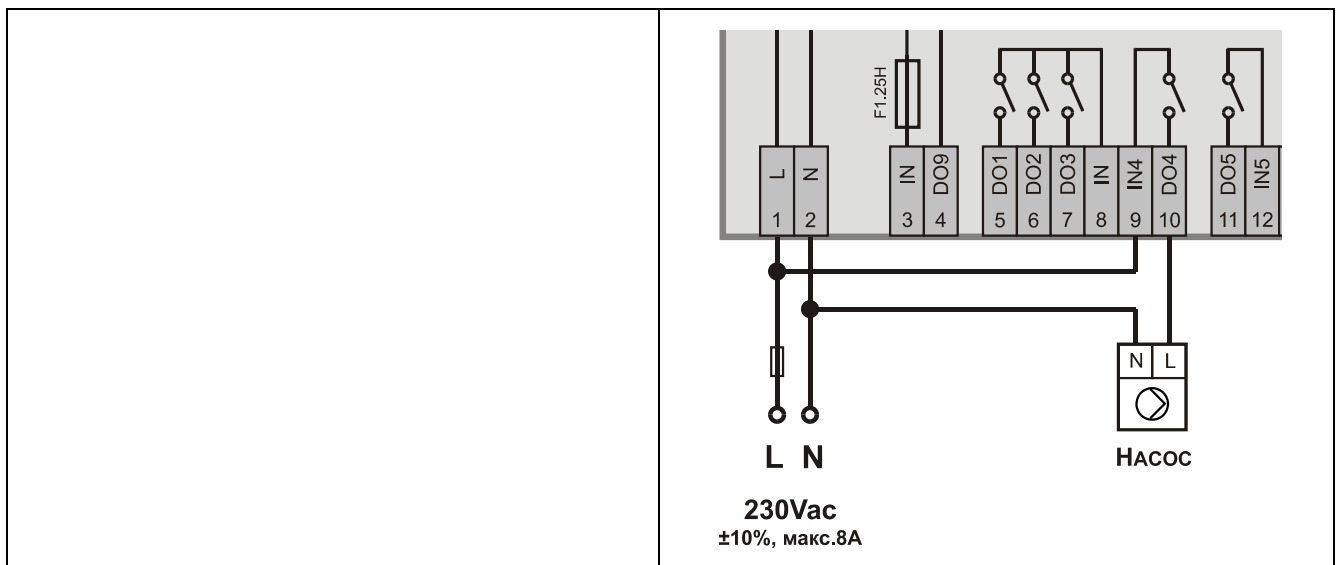 F1.25H
L N IN DO9 DO1 DO2 DO3 IN IN4 DO4 DO5 IN5
1 2 3 4 5 6 7 8 9 10 11 12
N L
L N
Насос
230Vac
±10%, макс.8А